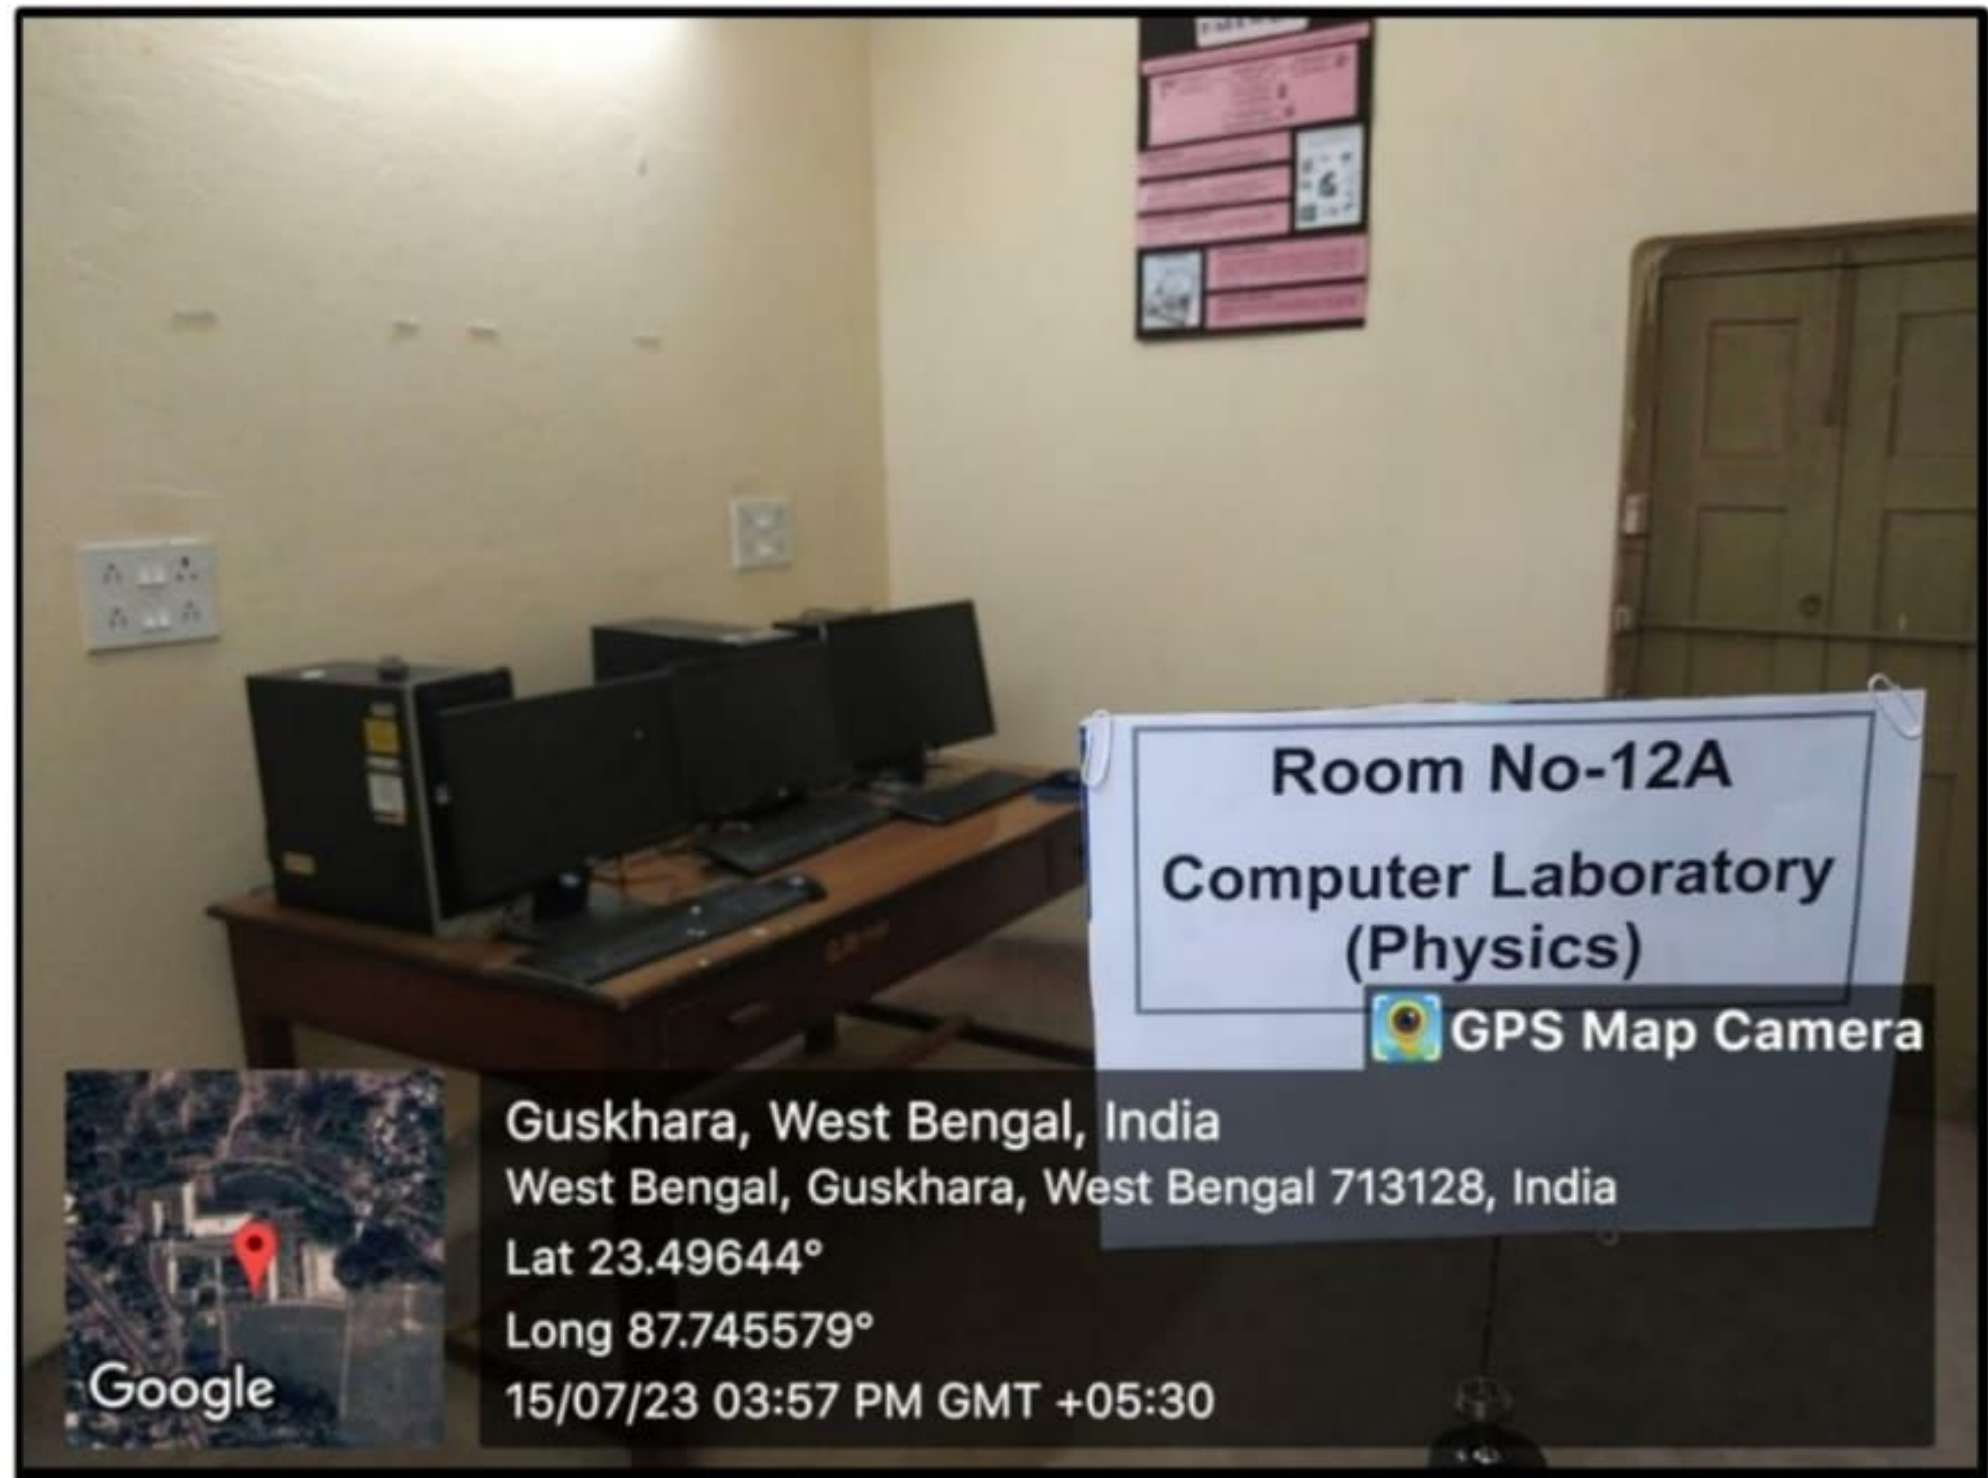 Room No-12A
Computer Laboratory
(Physics)
GPS Map Camera
Guskhara, West Bengal, India
West Bengal, Guskhara, West Bengal 713128, India
Lat 23.49644°
Long 87.745579°
15/07/23 03:57 PM GMT +05:30
Google